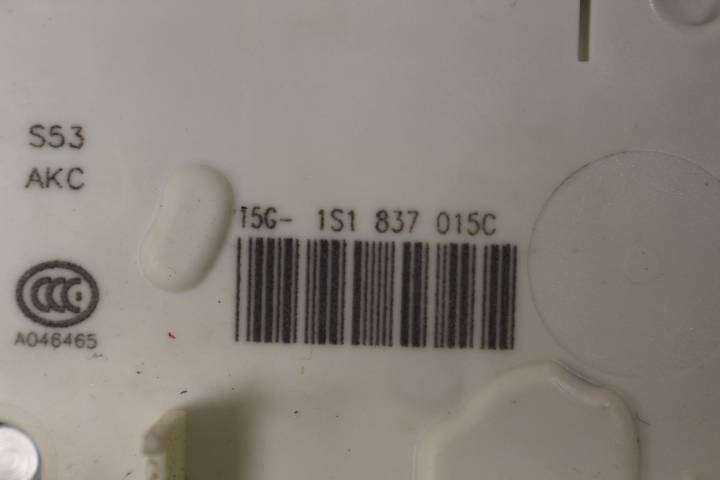 S53
AKC
T5G- 1S1 837 015C
CCC
A046465